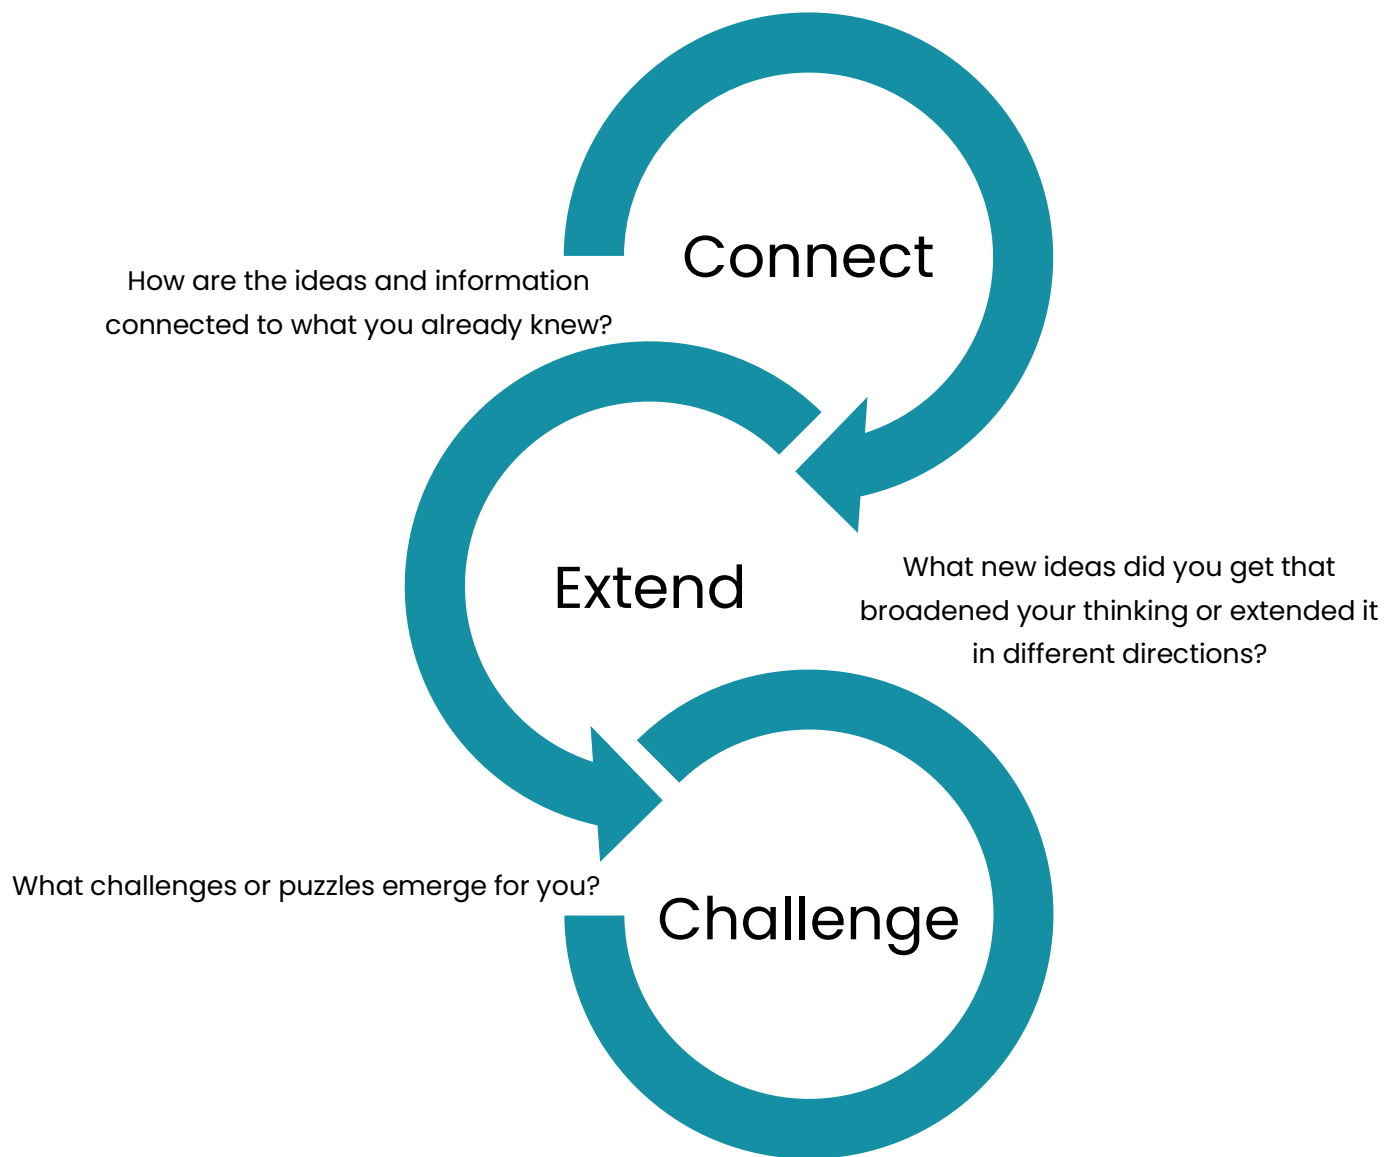 Connect
How are the ideas and information
connected to what you already knew?
Extend
What new ideas did you get that
broadened your thinking or extended it
in different directions?
What challenges or puzzles emerge for you?
Challenge